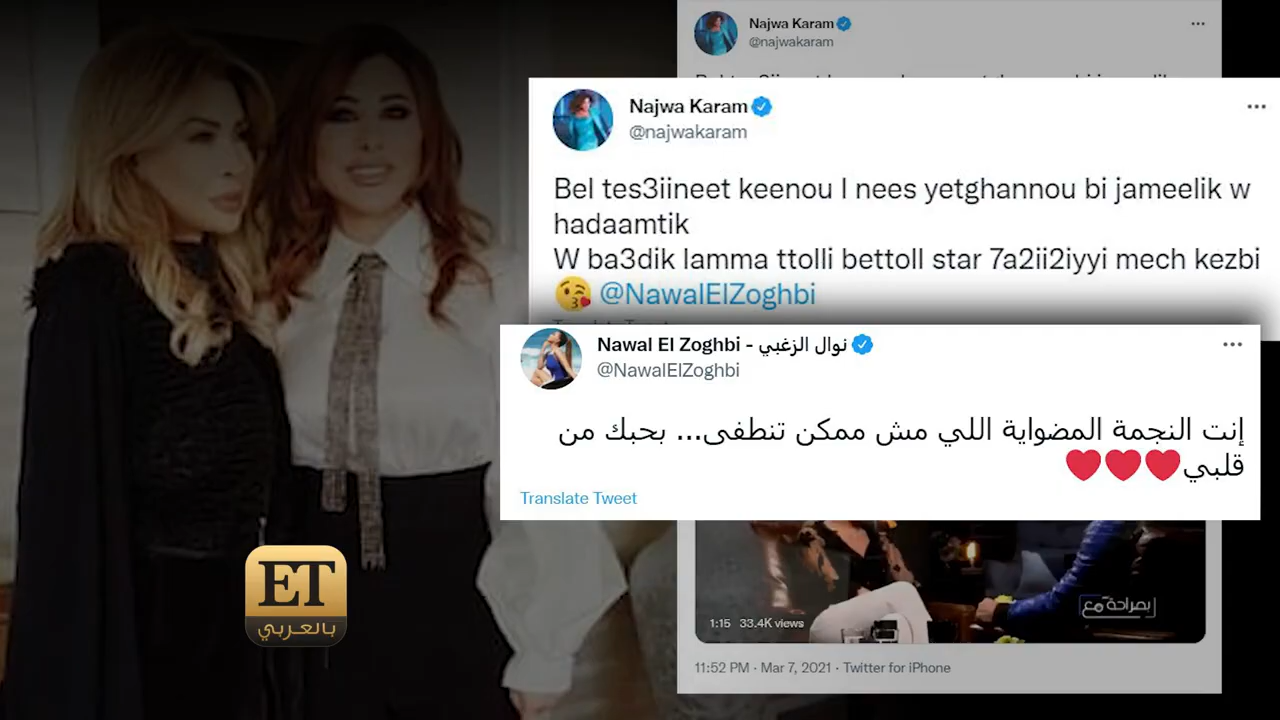 Najwa Karam
@najwakaram
Najwa Karam
@najwakaram
Bel tes3iineet keenou l nees yetghannou bi jameelik w
hadaamtik
W ba3dik lamma ttolli bettoll star 7a2ii2iyyi mech kezbi
😘 @NawalElZoghbi
Nawal El Zoghbi - نوال الزغبي
@NawalElZoghbi
إنت النجمة المضواية اللي مش ممكن تنطفى... بحبك من
قلبي❤❤❤
Translate Tweet
بصراحة مع
1:15 33.4K views
11:52 PM · Mar 7, 2021 · Twitter for iPhone
ET
بالعربي